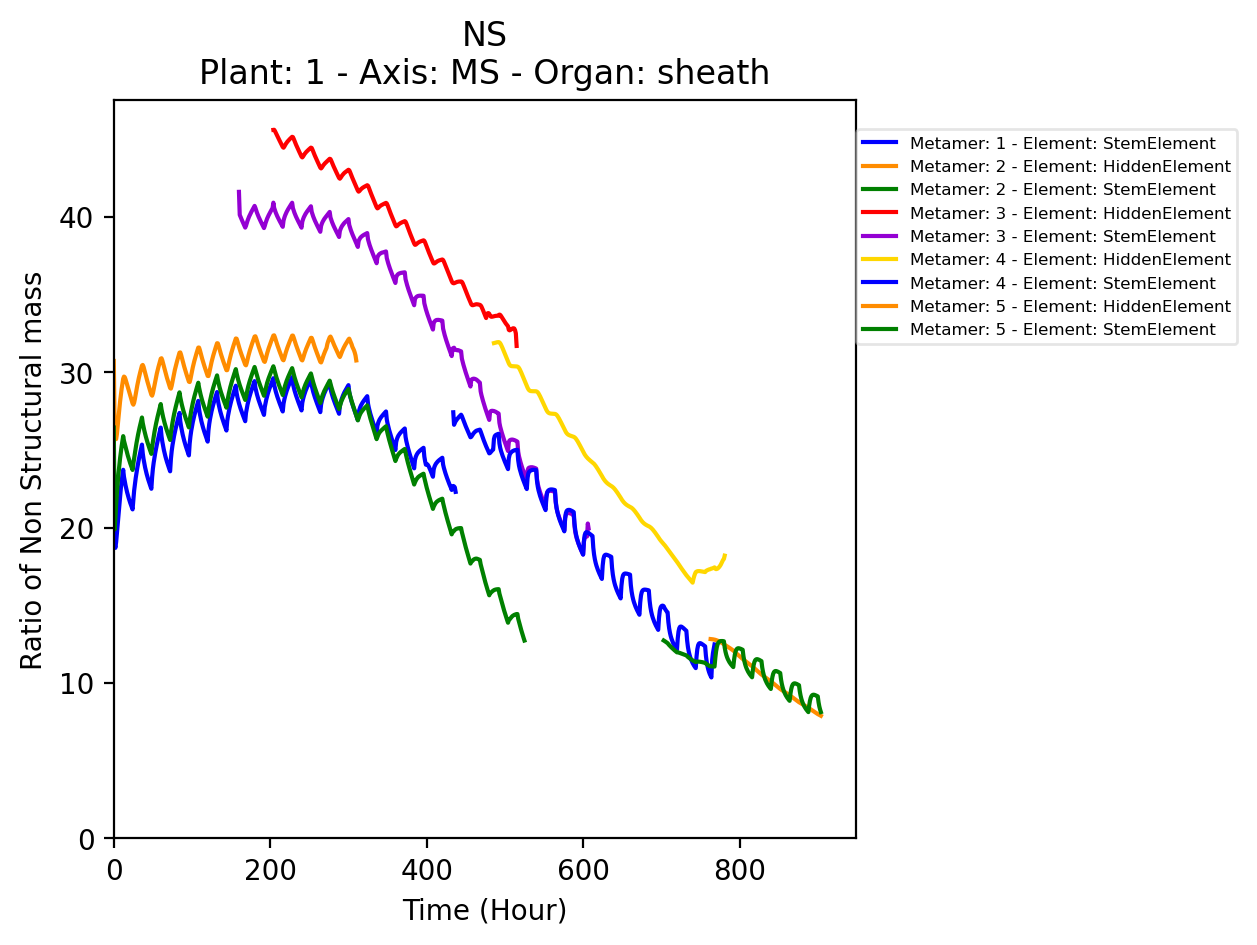 NS
Plant: 1 - Axis: MS - Organ: sheath
Ratio of Non Structural mass
40
30
20
10
0
0 200 400 600 800
Time (Hour)
Metamer: 1 - Element: StemElement
Metamer: 2 - Element: HiddenElement
Metamer: 2 - Element: StemElement
Metamer: 3 - Element: HiddenElement
Metamer: 3 - Element: StemElement
Metamer: 4 - Element: HiddenElement
Metamer: 4 - Element: StemElement
Metamer: 5 - Element: HiddenElement
Metamer: 5 - Element: StemElement